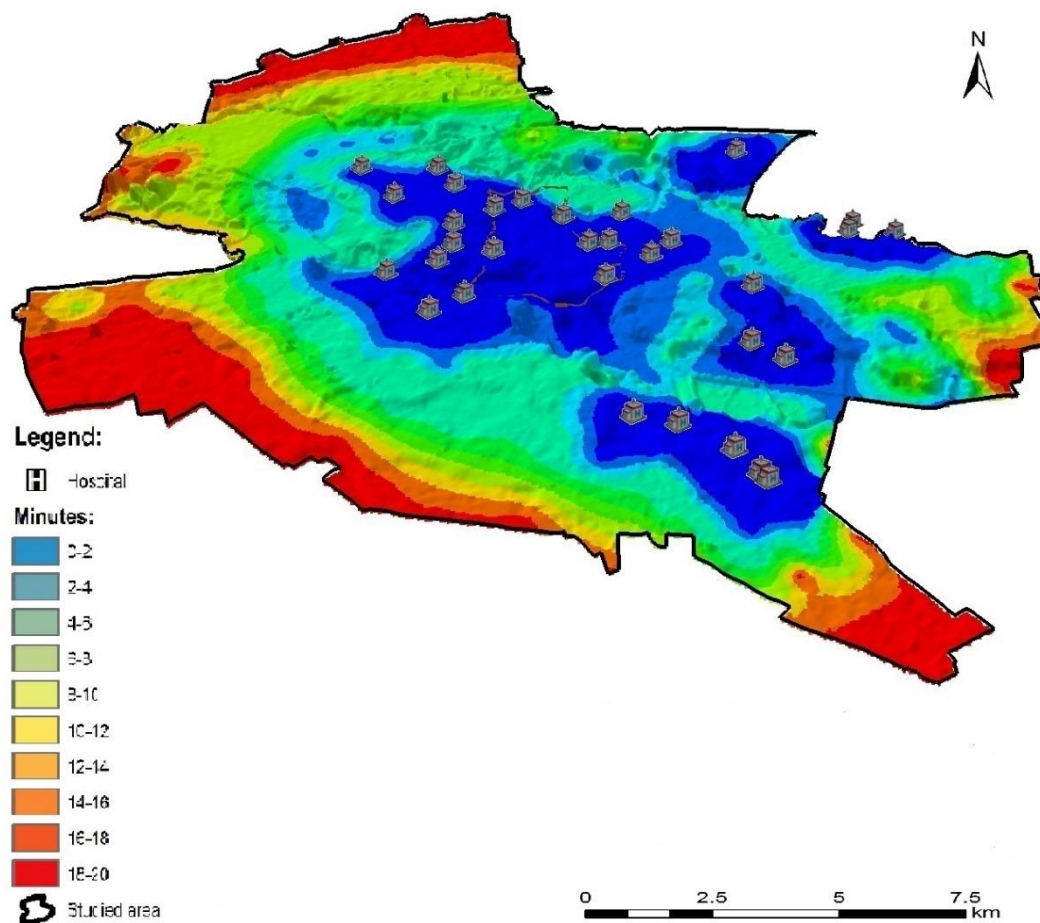 N
Legend:
H Hospital
Minutes:
0-2
2-4
4-6
6-8
8-10
10-12
12-14
14-16
16-18
18-20
Studied area
0 2.5 5 7.5
km